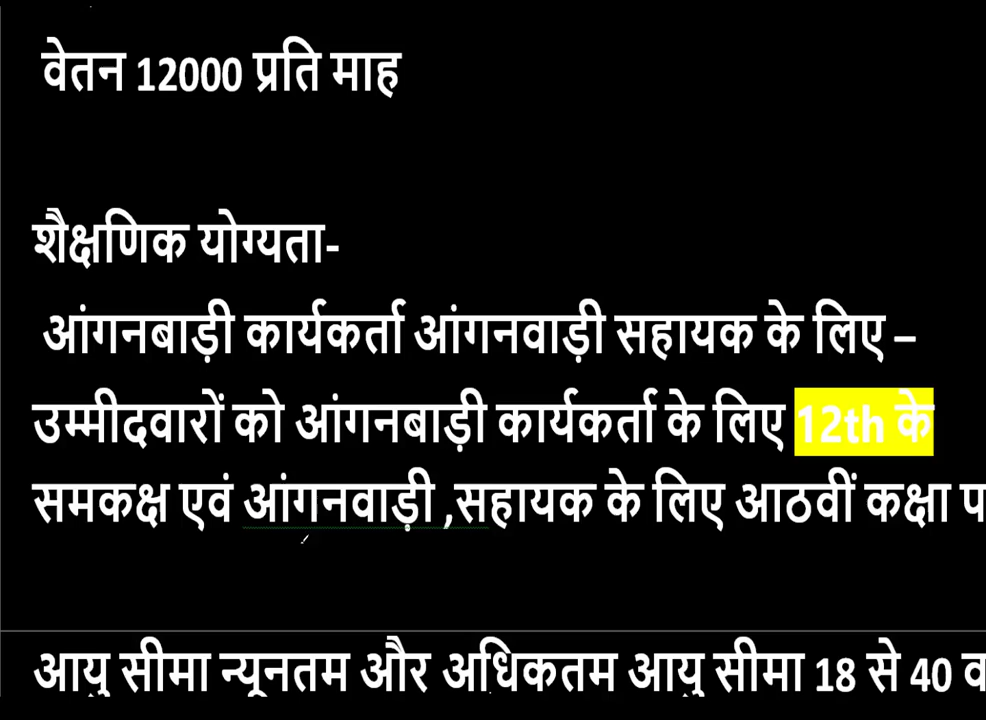 वेतन 12000 प्रति माह
शैक्षणिक योग्यता-
आंगनबाड़ी कार्यकर्ता आंगनवाड़ी सहायक के लिए –
उम्मीदवारों को आंगनबाड़ी कार्यकर्ता के लिए 12th के
समकक्ष एवं आंगनवाड़ी ,सहायक के लिए आठवीं कक्षा
आयु सीमा न्यूनतम और अधिकतम आयु सीमा 18 से 40